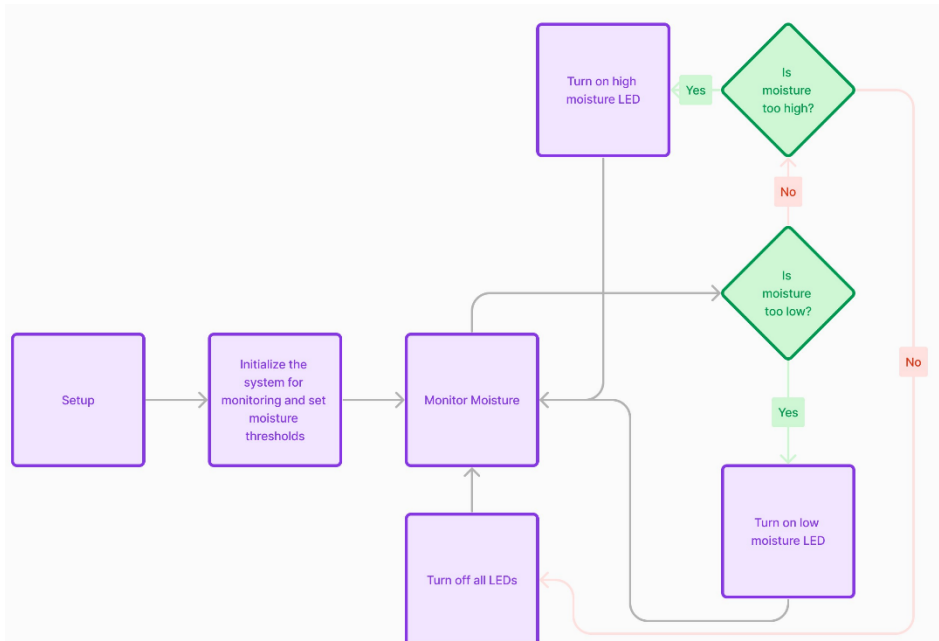 Turn on high
moisture LED
Yes
Is
moisture
too high?
No
Is
moisture
too low?
No
Setup
Initialize the
system for
monitoring and set
moisture
thresholds
Monitor Moisture
Yes
Turn on low
moisture LED
Turn off all LEDs